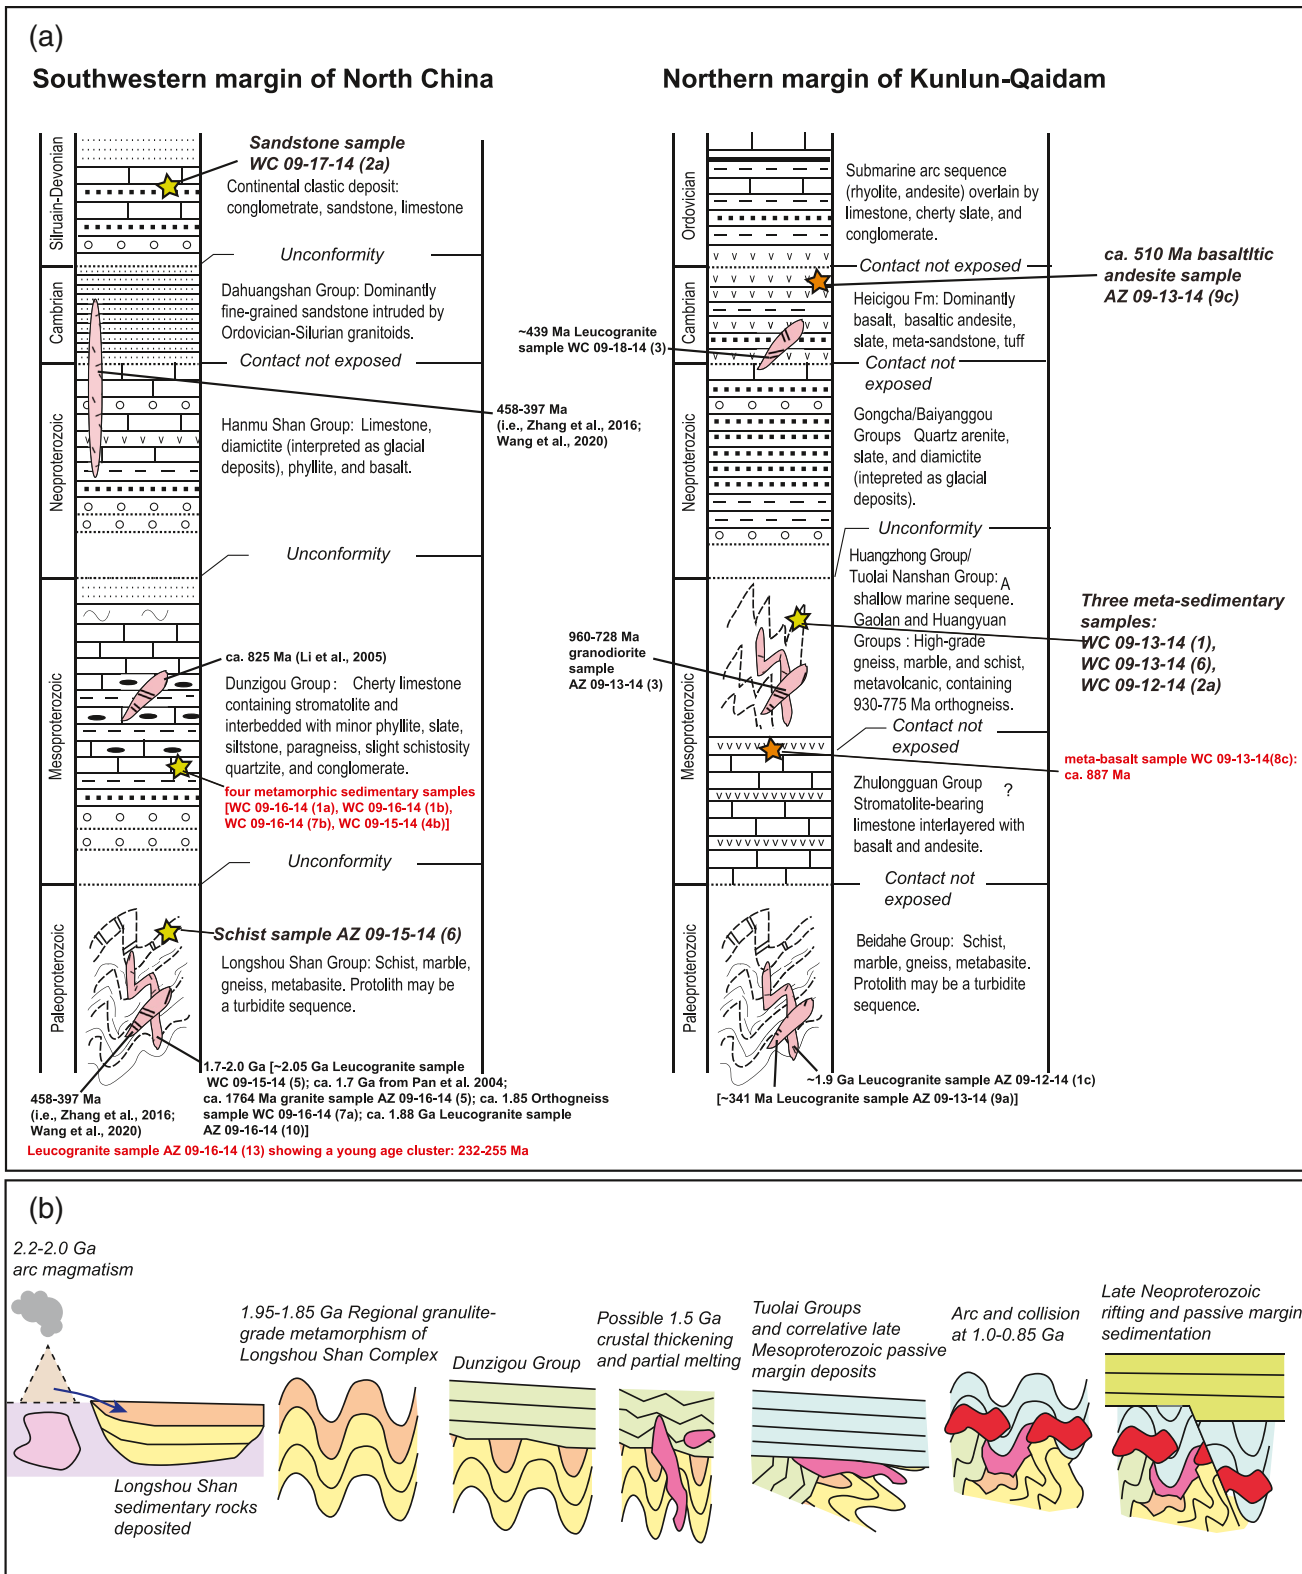 (a)
Southwestern margin of North China
Silruain-Devonian
Cambrian
Neoproterozoic
Mesoproterozoic
Paleoproterozoic
Sandstone sample
WC 09-17-14 (2a)
Continental clastic deposit:
conglometrate, sandstone, limestone
Unconformity
Dahuangshan Group: Dominantly
fine-grained sandstone intruded by
Ordovician-Silurian granitoids.
Contact not exposed
458-397 Ma
(i.e., Zhang et al., 2016;
Wang et al., 2020)
Hanmu Shan Group: Limestone,
diamictite (interpreted as glacial
deposits), phyllite, and basalt.
Unconformity
ca. 825 Ma (Li et al., 2005)
Dunzigou Group : Cherty limestone
containing stromatolite and
interbedded with minor phyllite, slate,
siltstone, paragneiss, slight schistosity
quartzite, and conglomerate.
four metamorphic sedimentary samples
[WC 09-16-14 (1a), WC 09-16-14 (1b),
WC 09-16-14 (7b), WC 09-15-14 (4b)]
Unconformity
Schist sample AZ 09-15-14 (6)
Longshou Shan Group: Schist, marble,
gneiss, metabasite. Protolith may be
a turbidite sequence.
1.7-2.0 Ga [~2.05 Ga Leucogranite sample
WC 09-15-14 (5); ca. 1.7 Ga from Pan et al. 2004;
ca. 1764 Ma granite sample AZ 09-16-14 (5); ca. 1.85 Orthogneiss
sample WC 09-16-14 (7a); ca. 1.88 Ga Leucogranite sample
AZ 09-16-14 (10)]
458-397 Ma
(i.e., Zhang et al., 2016;
Wang et al., 2020)
Leucogranite sample AZ 09-16-14 (13) showing a young age cluster: 232-255 Ma
Northern margin of Kunlun-Qaidam
Ordovician
Cambrian
Neoproterozoic
Mesoproterozoic
Paleoproterozoic
Submarine arc sequence
(rhyolite, andesite) overlain by
limestone, cherty slate, and
conglomerate.
Contact not exposed
ca. 510 Ma basaltltic
andesite sample
AZ 09-13-14 (9c)
Heicigou Fm: Dominantly
basalt, basaltic andesite,
slate, meta-sandstone, tuff
~439 Ma Leucogranite
sample WC 09-18-14 (3)
Contact not
exposed
Gongcha/Baiyanggou
Groups Quartz arenite,
slate, and diamictite
(intepreted as glacial
deposits).
Unconformity
Huangzhong Group/
Tuolai Nanshan Group: A
shallow marine sequene.
Gaolan and Huangyuan
Groups : High-grade
gneiss, marble, and schist,
metavolcanic, containing
930-775 Ma orthogneiss.
960-728 Ma
granodiorite
sample
AZ 09-13-14 (3)
Three meta-sedimentary
samples:
WC 09-13-14 (1),
WC 09-13-14 (6),
WC 09-12-14 (2a)
Contact not
exposed
meta-basalt sample WC 09-13-14(8c):
ca. 887 Ma
Zhulongguan Group ?
Stromatolite-bearing
limestone interlayered with
basalt and andesite.
Contact not
exposed
Beidahe Group: Schist,
marble, gneiss, metabasite.
Protolith may be a turbidite
sequence.
~1.9 Ga Leucogranite sample AZ 09-12-14 (1c)
[~341 Ma Leucogranite sample AZ 09-13-14 (9a)]
(b)
2.2-2.0 Ga
arc magmatism
Longshou Shan
sedimentary rocks
deposited
1.95-1.85 Ga Regional granulite-
grade metamorphism of
Longshou Shan Complex
Dunzigou Group
Possible 1.5 Ga
crustal thickening
and partial melting
Tuolai Groups
and correlative late
Mesoproterozoic passive
margin deposits
Arc and collision
at 1.0-0.85 Ga
Late Neoproterozoic
rifting and passive margin
sedimentation